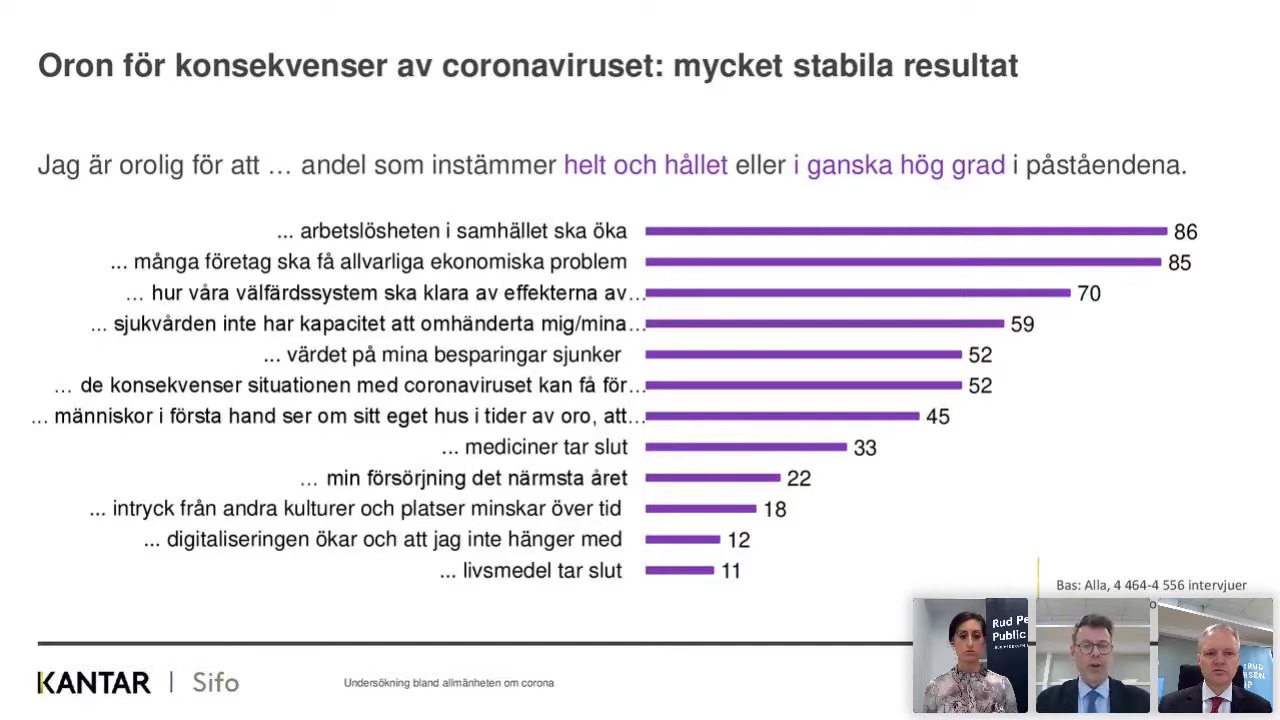 Oron för konsekvenser av coronaviruset: mycket stabila resultat
Jag är orolig för att … andel som instämmer helt och hållet eller i ganska hög grad i påståendena.
... arbetslösheten i samhället ska öka 86
... många företag ska få allvarliga ekonomiska problem 85
… hur våra välfärdssystem ska klara av effekterna av… 70
... sjukvården inte har kapacitet att omhänderta mig/mina… 59
... värdet på mina besparingar sjunker 52
… de konsekvenser situationen med coronaviruset kan få för… 52
... människor i första hand ser om sitt eget hus i tider av oro, att… 45
... mediciner tar slut 33
… min försörjning det närmsta året 22
... intryck från andra kulturer och platser minskar över tid 18
... digitaliseringen ökar och att jag inte hänger med 12
... livsmedel tar slut 11
Bas: Alla, 4 464-4 556 intervjuer
Rud Pe
Public
KANTAR | Sifo
Undersökning bland allmänheten om corona